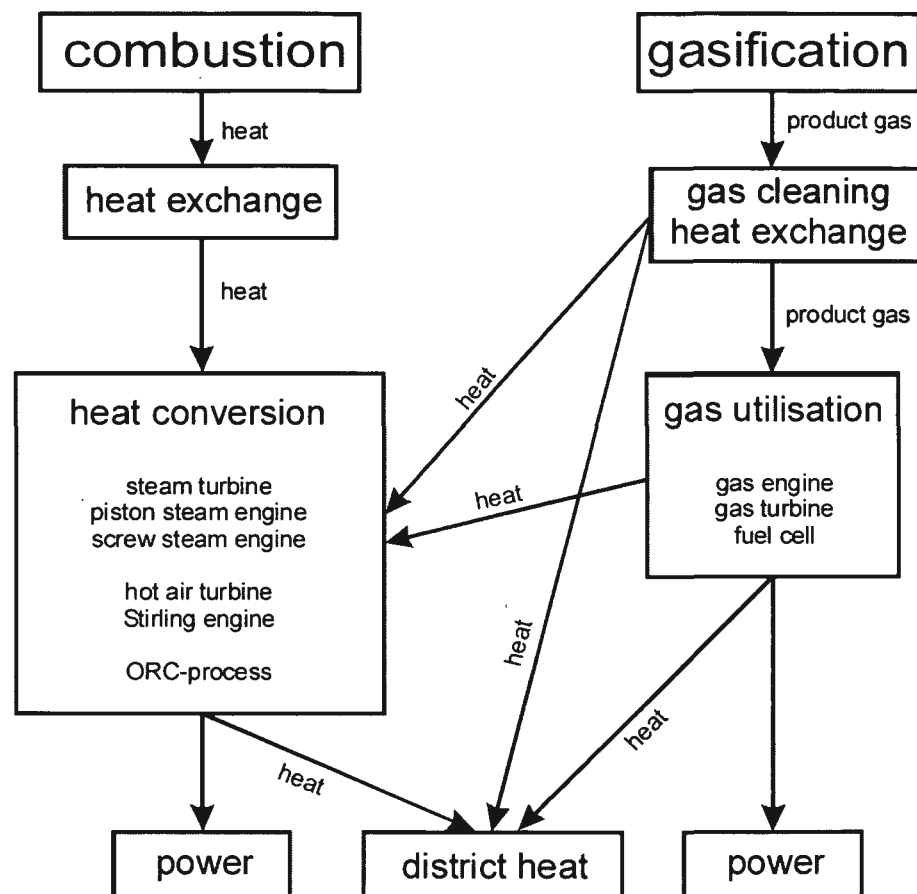 combustion
gasification
heat
product gas
heat exchange
gas cleaning
heat exchange
heat
product gas
heat
heat conversion
gas utilisation
steam turbine
piston steam engine
screw steam engine
heat
gas engine
gas turbine
fuel cell
hot air turbine
Stirling engine
heat
ORC-process
heat
heat
power
district heat
power